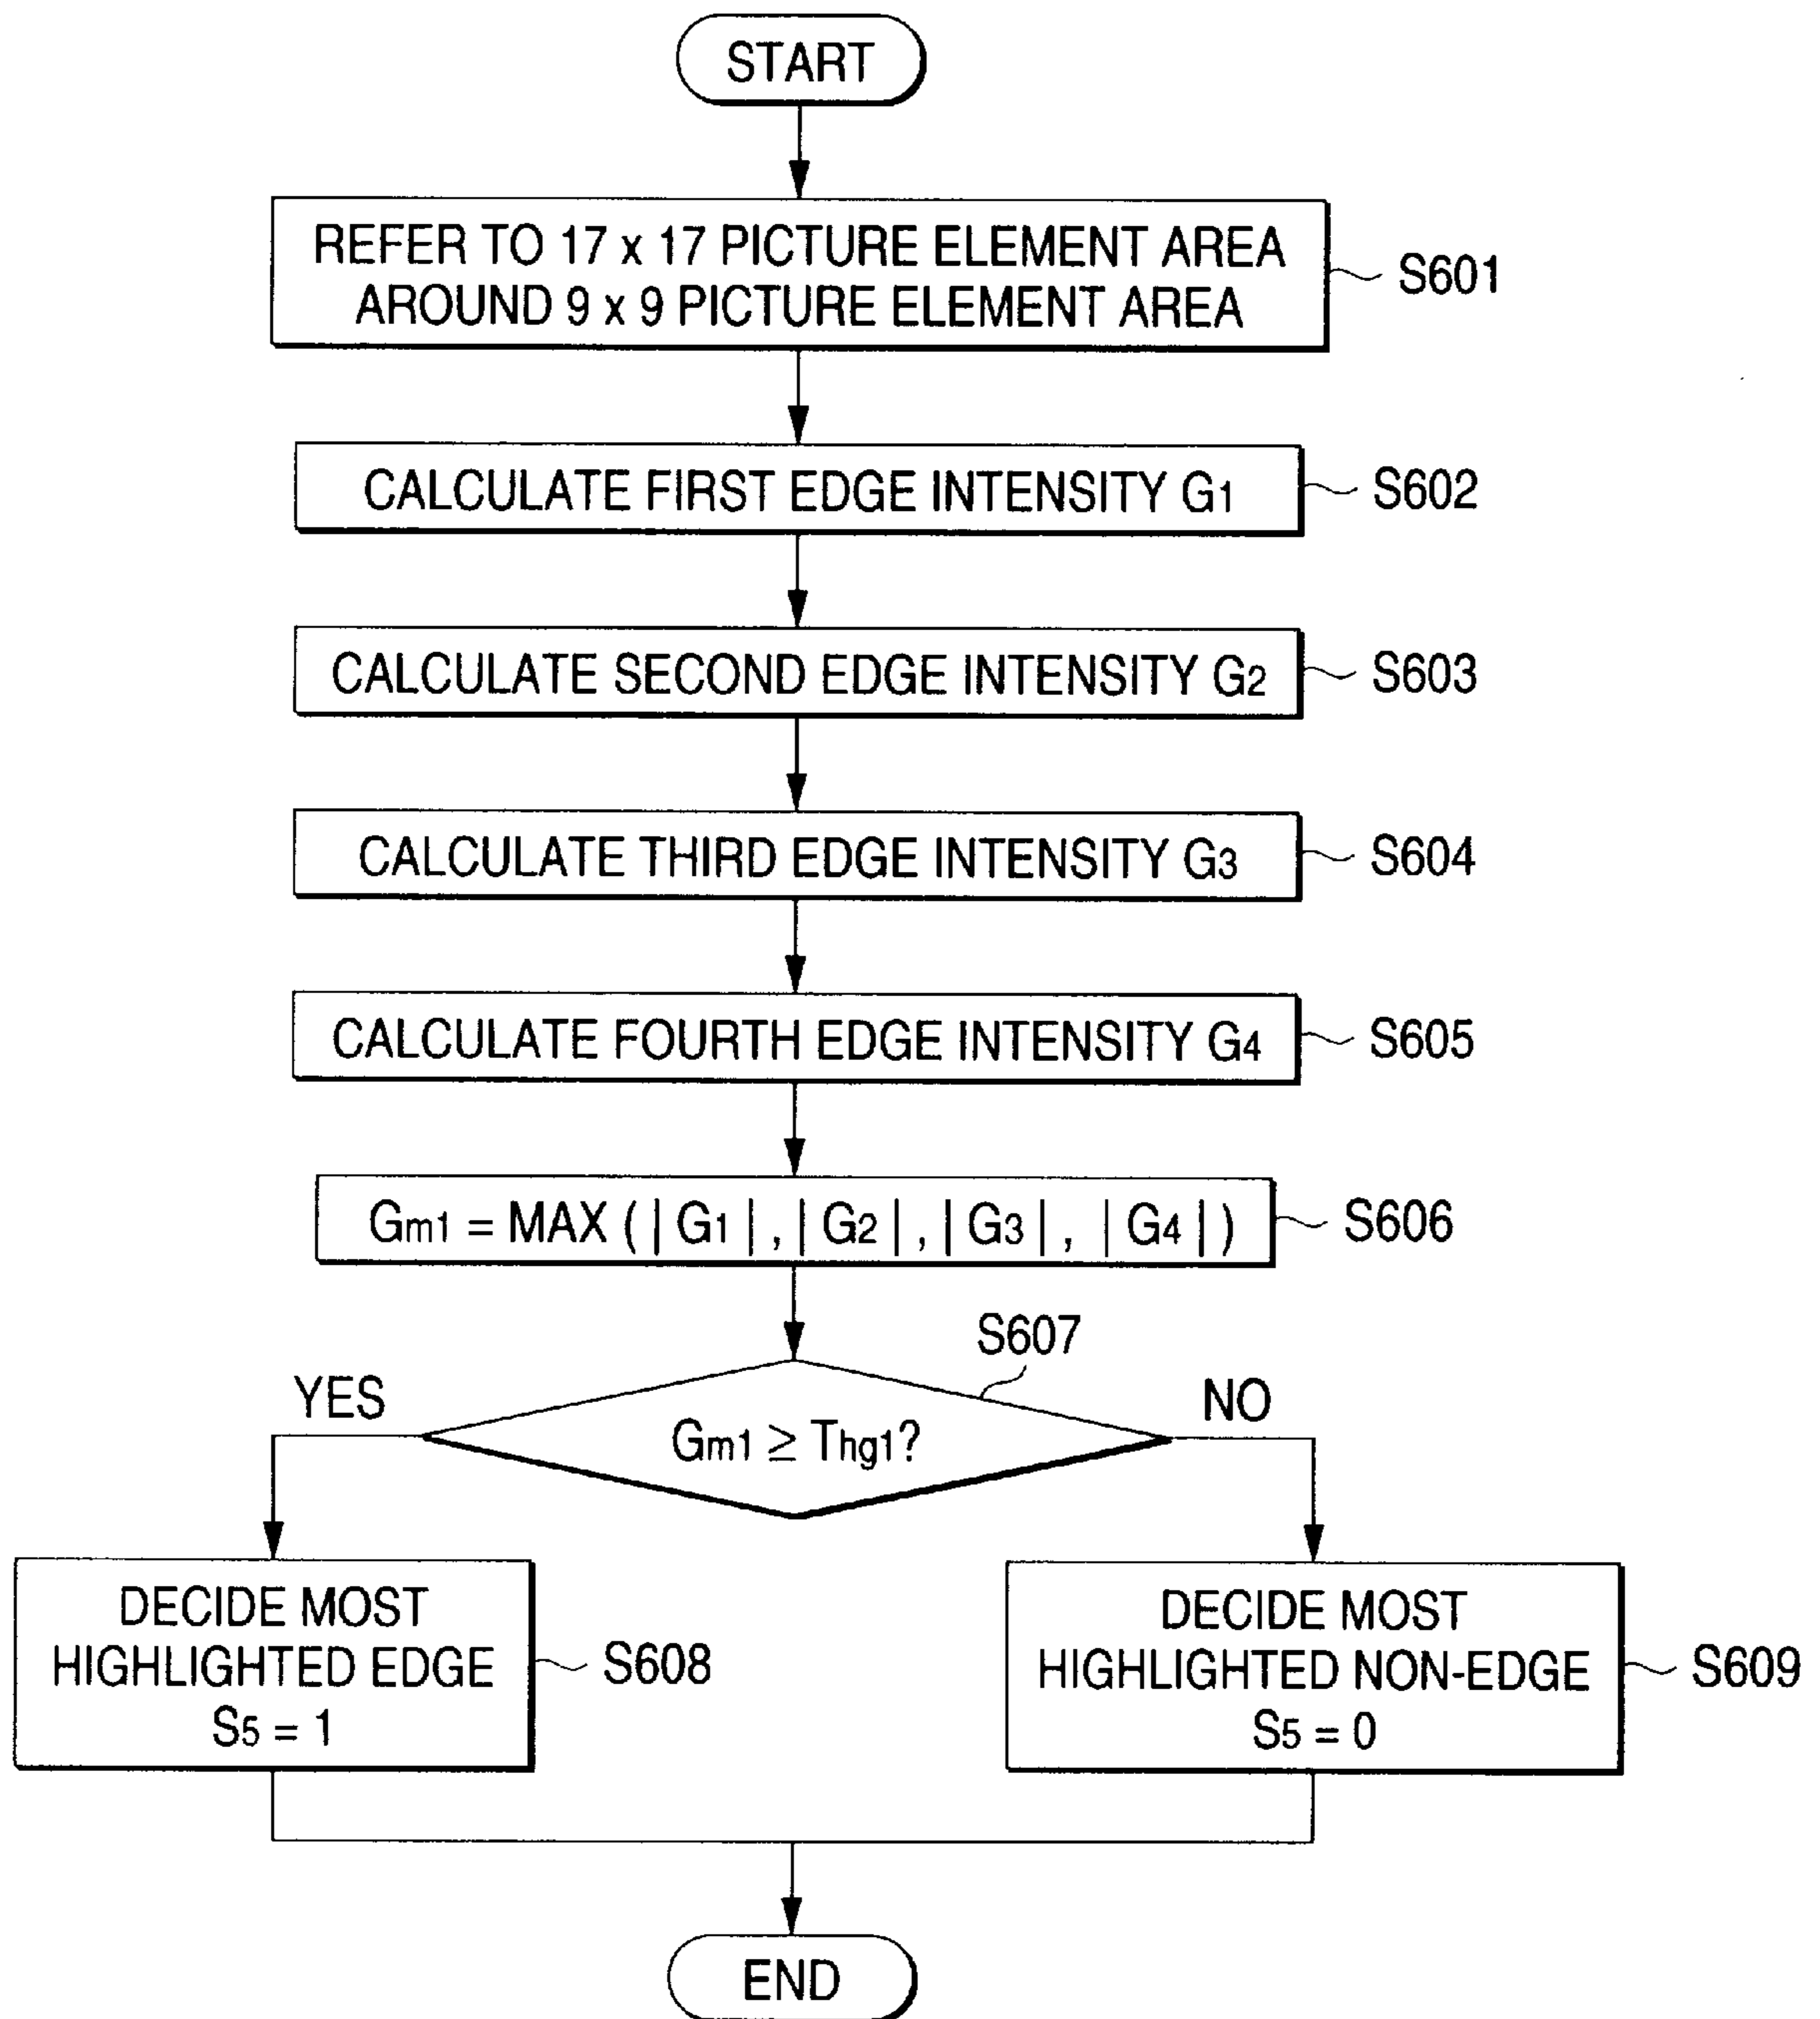 START
REFER TO 17 x 17 PICTURE ELEMENT AREA
AROUND 9 x 9 PICTURE ELEMENT AREA
S601
CALCULATE FIRST EDGE INTENSITY G1
S602
CALCULATE SECOND EDGE INTENSITY G2
S603
CALCULATE THIRD EDGE INTENSITY G3
S604
CALCULATE FOURTH EDGE INTENSITY G4
S605
Gm1 = MAX (|G1|, |G2|, |G3|, |G4|)
S606
S607
YES
NO
Gm1 ≥ Thg1?
DECIDE MOST
HIGHLIGHTED EDGE
S5 = 1
S608
DECIDE MOST
HIGHLIGHTED NON-EDGE
S5 = 0
S609
END